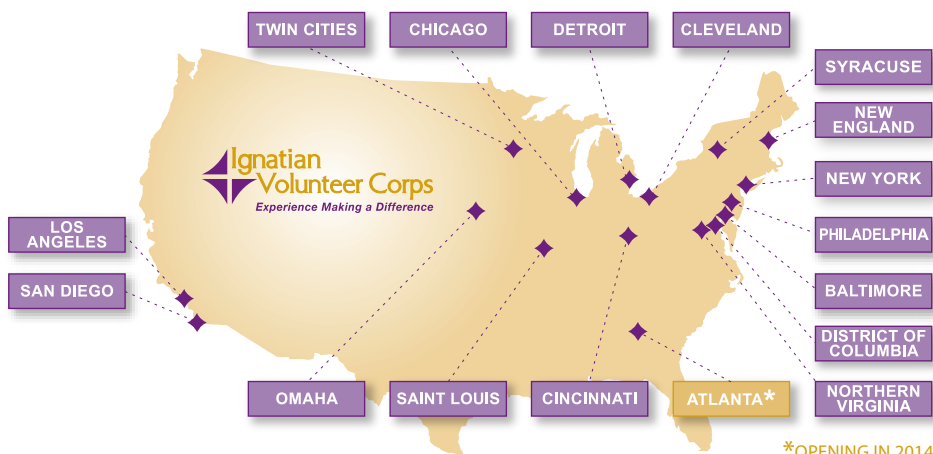 TWIN CITIES
CHICAGO
DETROIT
CLEVELAND
SYRACUSE
NEW
ENGLAND
NEW YORK
PHILADELPHIA
BALTIMORE
DISTRICT OF
COLUMBIA
NORTHERN
VIRGINIA
Ignatian
Volunteer Corps
Experience Making a Difference
LOS
ANGELES
SAN DIEGO
OMAHA
SAINT LOUIS
CINCINNATI
ATLANTA*
*OPENING IN 2014